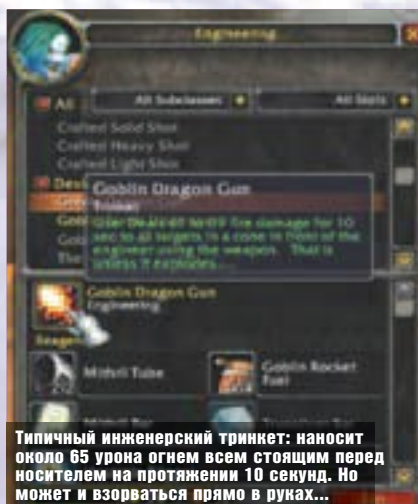 Engineering
All
All Subclasses
All Slots
Crafted Solid Shot
Crafted Heavy Shot
Crafted Light Shot
Goblin Dragon Gun
Trinket
fire damage for 10
sec to all targets in a cone in front of the
engineer using the weapon. That is
unless it explodes...
Goblin Dragon Gun
Engineering
Mithril Tube
Goblin Rocket
Fuel
Типичный инженерский тринкет: наносит
около 65 урона огнем всем стоящим перед
носителем на протяжении 10 секунд. Но
может и взорваться прямо в руках...